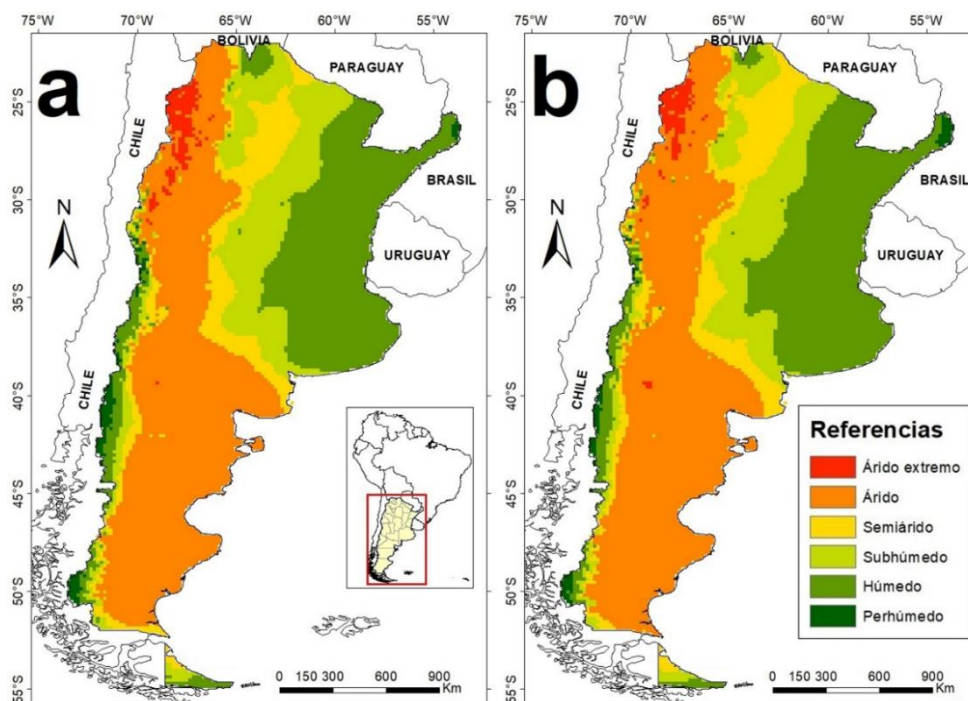 75°W 70°W 65°W 60°W 55°W 75°W 70°W 65°W 60°W 55°W
a
b
BOLIVIA
BOLIVIA
PARAGUAY
PARAGUAY
25°S
25°S
CHILE
CHILE
BRASIL
BRASIL
30°S
30°S
N
N
URUGUAY
URUGUAY
35°S
35°S
CHILE
CHILE
40°S
40°S
Referencias
Árido extremo
Árido
45°S
45°S
Semiárido
Subhúmedo
Húmedo
50°S
50°S
Perhúmedo
0 150 300 600 900
Km
0 150 300 600 900
Km
55°S
55°S